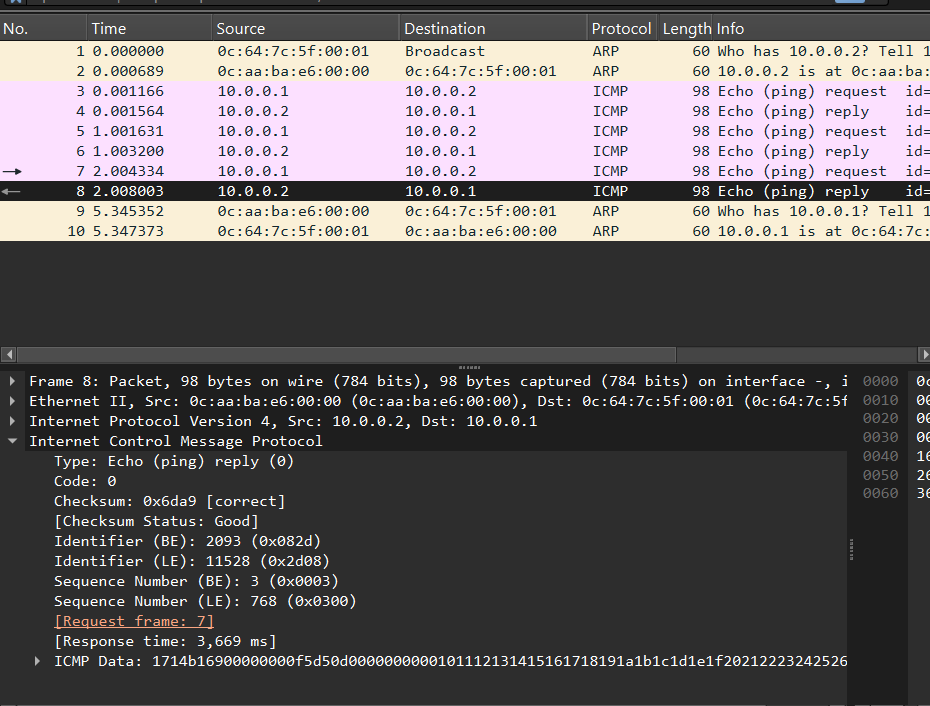 No. Time Source Destination Protocol Length Info
1 0.000000 0c:64:7c:5f:00:01 Broadcast ARP 60 Who has 10.0.0.2? Tell 1
2 0.000689 0c:aa:ba:e6:00:00 0c:64:7c:5f:00:01 ARP 60 10.0.0.2 is at 0c:aa:ba:
3 0.001166 10.0.0.1 10.0.0.2 ICMP 98 Echo (ping) request id=
4 0.001564 10.0.0.2 10.0.0.1 ICMP 98 Echo (ping) reply id=
5 1.001631 10.0.0.1 10.0.0.2 ICMP 98 Echo (ping) request id=
6 1.003200 10.0.0.2 10.0.0.1 ICMP 98 Echo (ping) reply id=
7 2.004334 10.0.0.1 10.0.0.2 ICMP 98 Echo (ping) request id=
8 2.008003 10.0.0.2 10.0.0.1 ICMP 98 Echo (ping) reply id=
9 5.345352 0c:aa:ba:e6:00:00 0c:64:7c:5f:00:01 ARP 60 Who has 10.0.0.1? Tell 1
10 5.347373 0c:64:7c:5f:00:01 0c:aa:ba:e6:00:00 ARP 60 10.0.0.1 is at 0c:64:7c:
Frame 8: Packet, 98 bytes on wire (784 bits), 98 bytes captured (784 bits) on interface -, i
Ethernet II, Src: 0c:aa:ba:e6:00:00 (0c:aa:ba:e6:00:00), Dst: 0c:64:7c:5f:00:01 (0c:64:7c:5f
Internet Protocol Version 4, Src: 10.0.0.2, Dst: 10.0.0.1
Internet Control Message Protocol
Type: Echo (ping) reply (0)
Code: 0
Checksum: 0x6da9 [correct]
[Checksum Status: Good]
Identifier (BE): 2093 (0x082d)
Identifier (LE): 11528 (0x2d08)
Sequence Number (BE): 3 (0x0003)
Sequence Number (LE): 768 (0x0300)
[Request frame: 7]
[Response time: 3,669 ms]
ICMP Data: 1714b16900000000f5d50d0000000000101112131415161718191a1b1c1d1e1f20212223242526
0000 0c
0010 00
0020 00
0030 00
0040 16
0050 26
0060 36